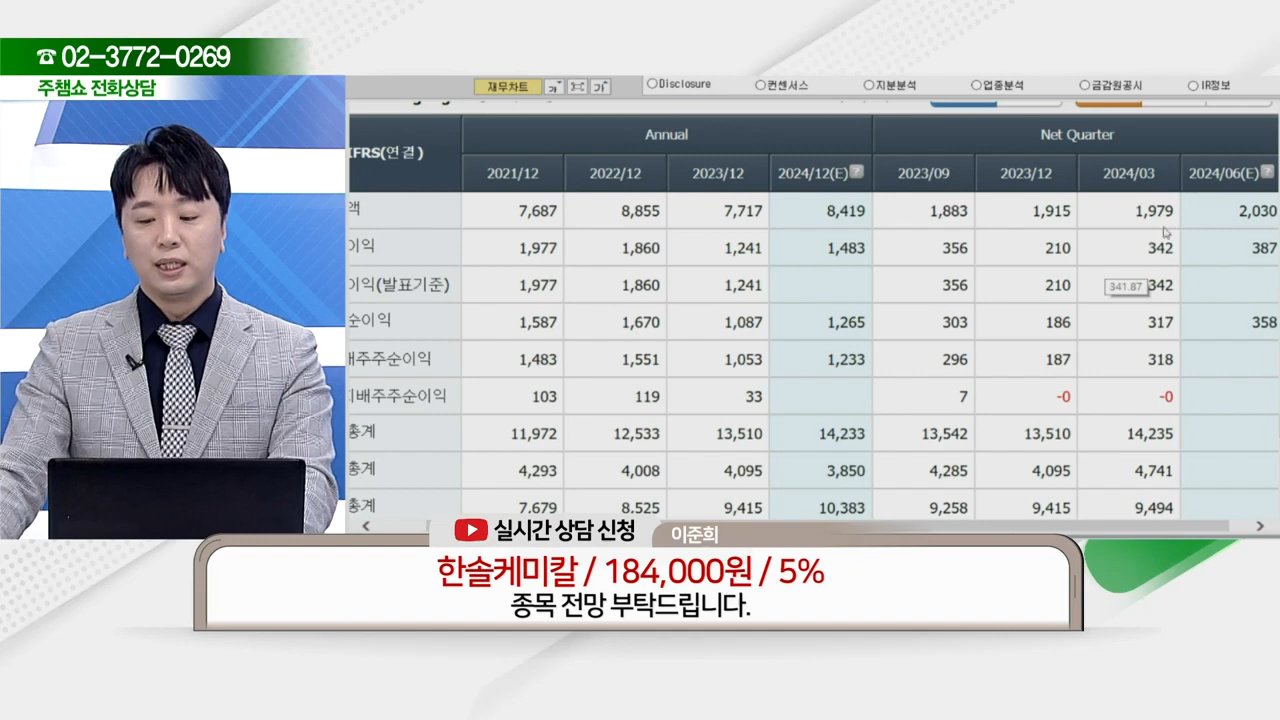 ☎ 02-3772-0269
주챔쇼 전화상담
재무차트
Disclosure 컨센서스 지분분석 업종분석 금감원공시 IR정보
IFRS(연결) Annual Net Quarter
2021/12 2022/12 2023/12 2024/12(E) 2023/09 2023/12 2024/03 2024/06(E)
액 7,687 8,855 7,717 8,419 1,883 1,915 1,979 2,030
이익 1,977 1,860 1,241 1,483 356 210 342 387
이익(발표기준) 1,977 1,860 1,241 356 210 342
341.87
순이익 1,587 1,670 1,087 1,265 303 186 317 358
배주주순이익 1,483 1,551 1,053 1,233 296 187 318
배주주순이익 103 119 33 7 -0 -0
총계 11,972 12,533 13,510 14,233 13,542 13,510 14,235
총계 4,293 4,008 4,095 3,850 4,285 4,095 4,741
총계 7,679 8,525 9,415 10,383 9,258 9,415 9,494
실시간 상담 신청 이준희
한솔케미칼 / 184,000원 / 5%
종목 전망 부탁드립니다.